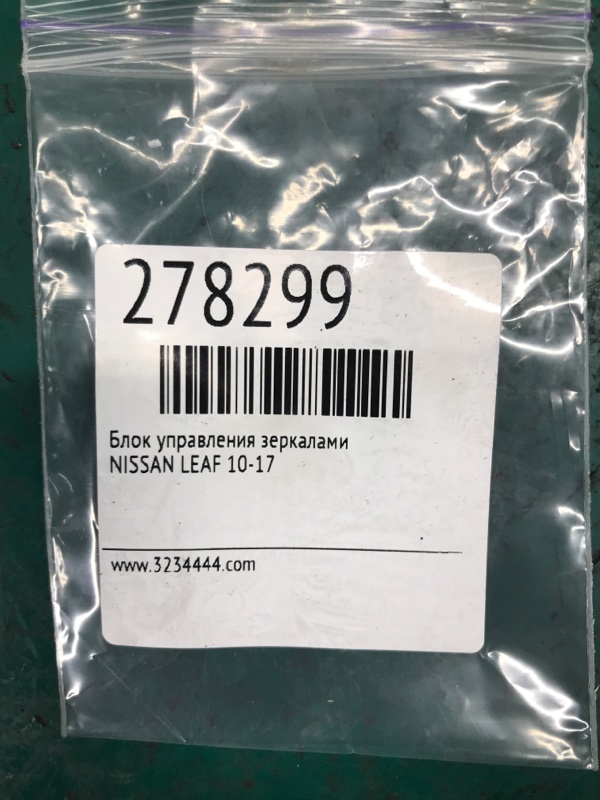 278299
Блок управления зеркалами
NISSAN LEAF 10-17
www.3234444.com